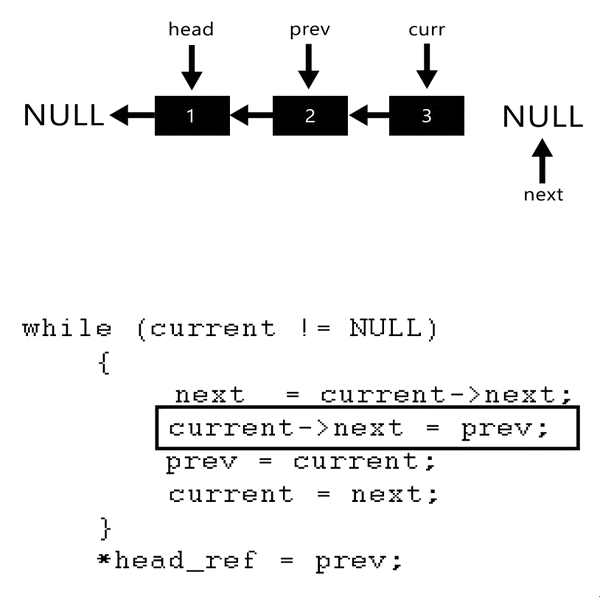 head prev curr
NULL 1 2 3 NULL
next
while (current != NULL)
{
next = current->next;
current->next = prev;
prev = current;
current = next;
}
*head_ref = prev;